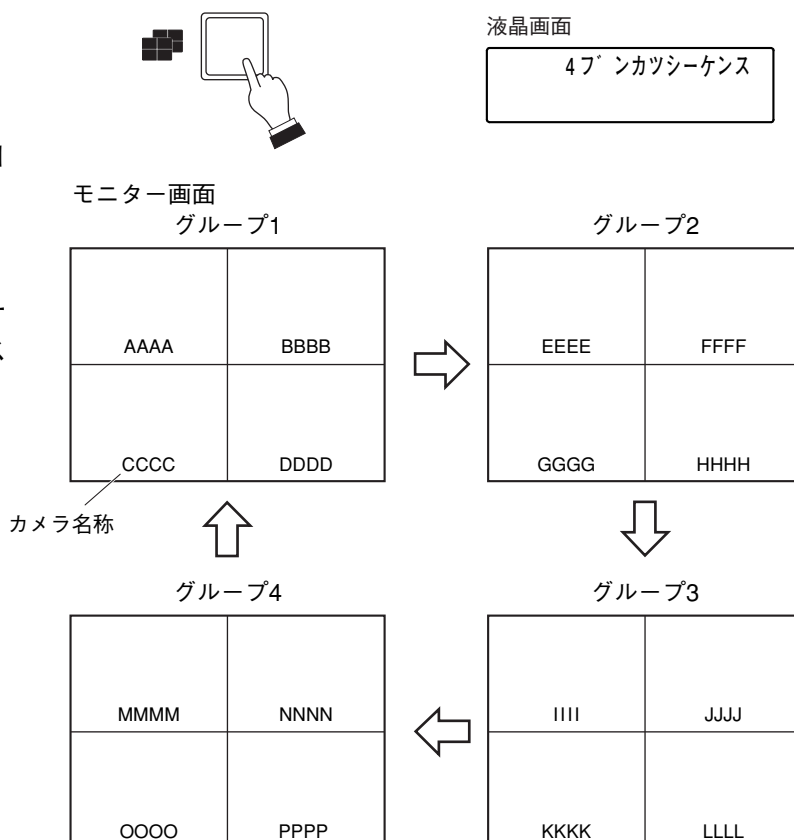 液晶画面
4ブンカツシーケンス
モニター画面
グループ1
グループ2
AAAA
BBBB
EEEE
FFFF
CCCC
DDDD
GGGG
HHHH
カメラ名称
グループ4
グループ3
MMMM
NNNN
IIII
JJJJ
OOOO
PPPP
KKKK
LLLL